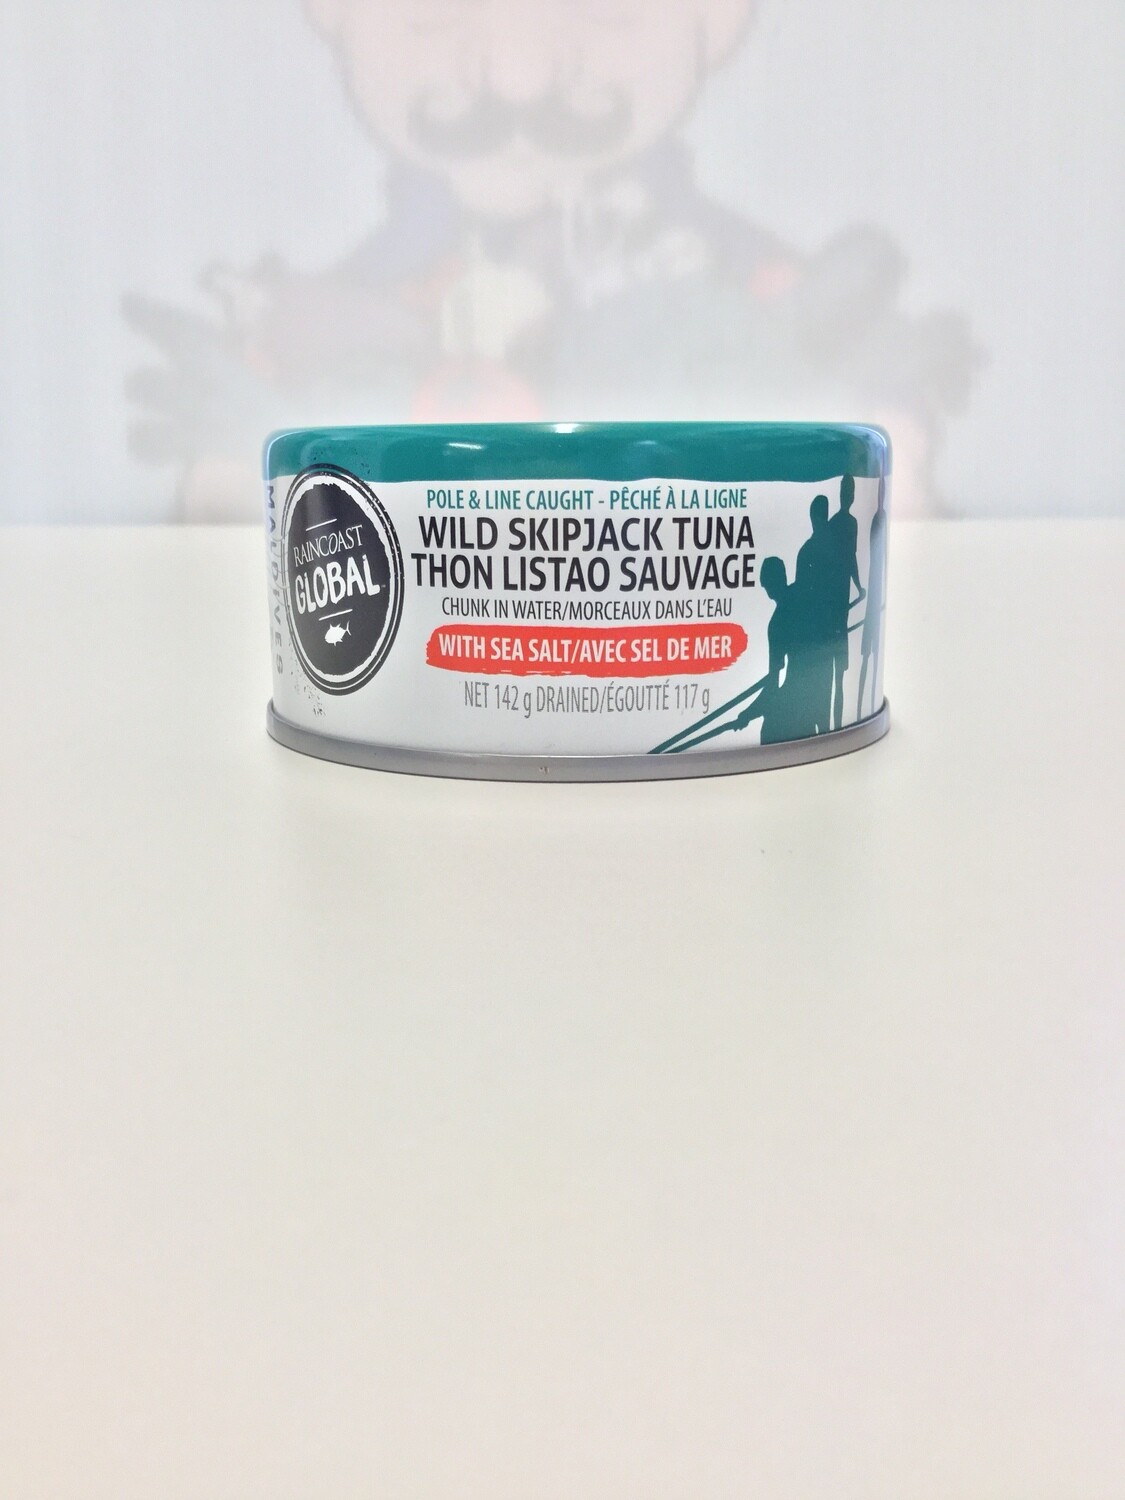 MALDIVES
RAINCOAST
GLOBAL
POLE & LINE CAUGHT - PÊCHÉ À LA LIGNE
WILD SKIPJACK TUNA
THON LISTAO SAUVAGE
CHUNK IN WATER/MORCEAUX DANS L'EAU
WITH SEA SALT/AVEC SEL DE MER
NET 142 g DRAINED/ÉGOUTTÉ 117 g